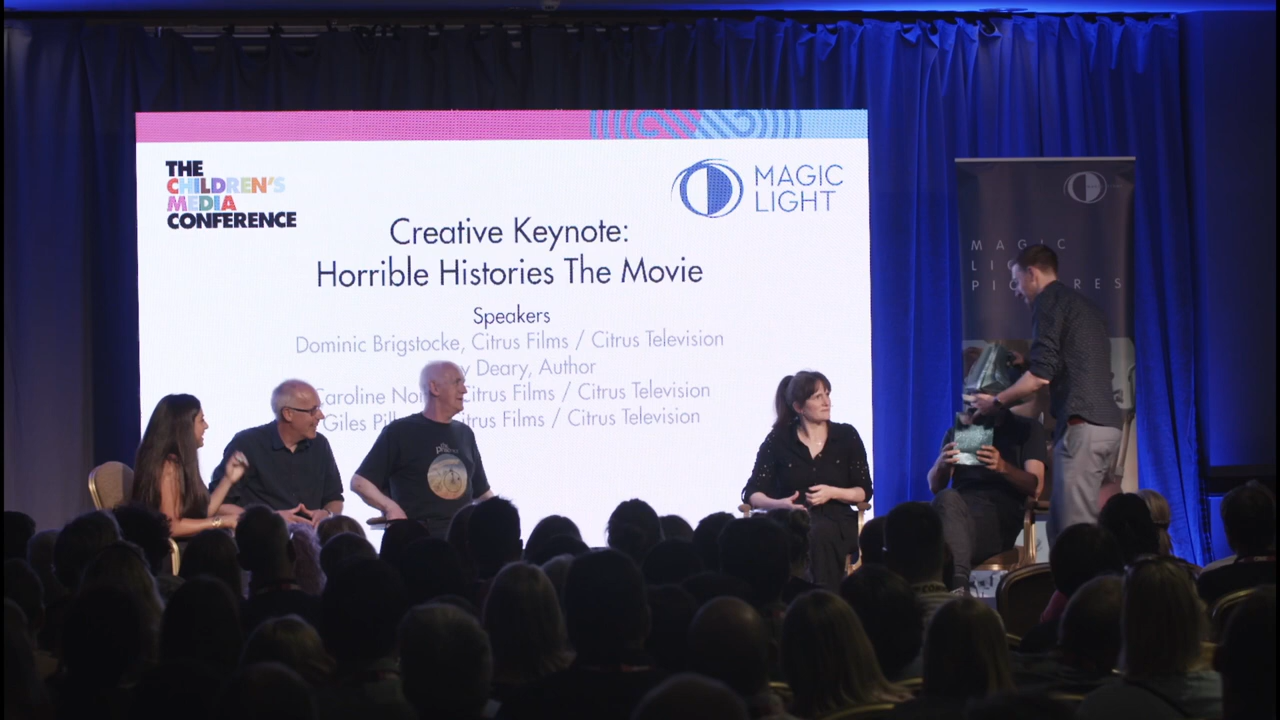 THE
CHILDREN'S
MEDIA
CONFERENCE
MAGIC
LIGHT
Creative Keynote:
Horrible Histories The Movie
Speakers
Dominic Brigstocke, Citrus Films / Citrus Television
Deary, Author
Caroline Citrus Films / Citrus Television
Giles Citrus Films / Citrus Television
MAGIC